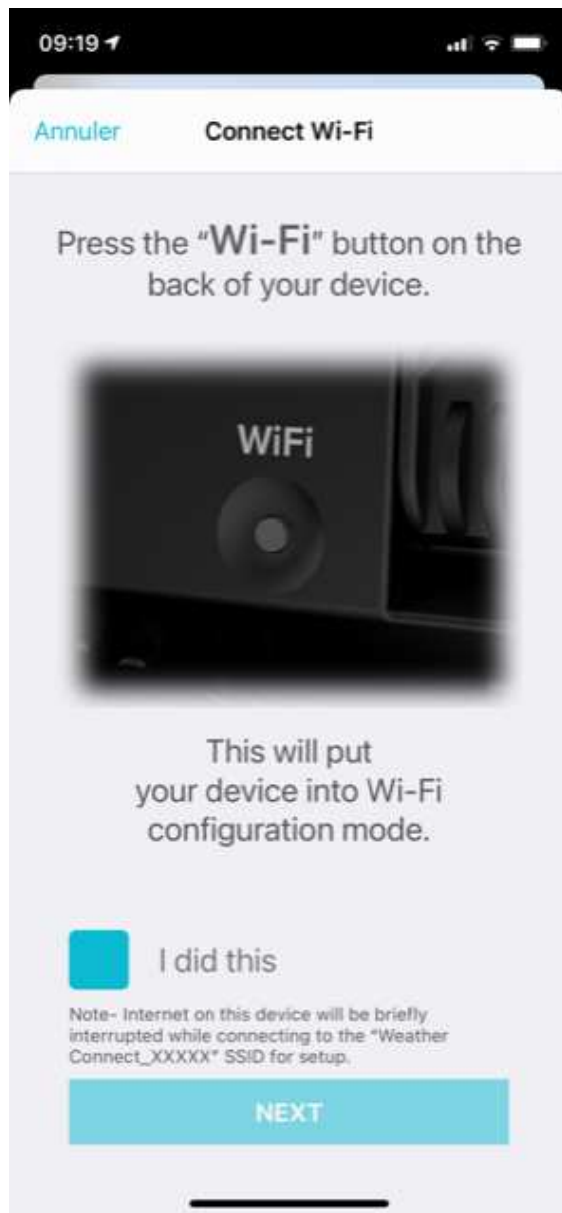 09:19
Annuler
Connect Wi-Fi
Press the “Wi-Fi” button on the
back of your device.
WiFi
This will put
your device into Wi-Fi
configuration mode.
I did this
Note- Internet on this device will be briefly
interrupted while connecting to the “Weather
Connect_XXXXX” SSID for setup.
NEXT